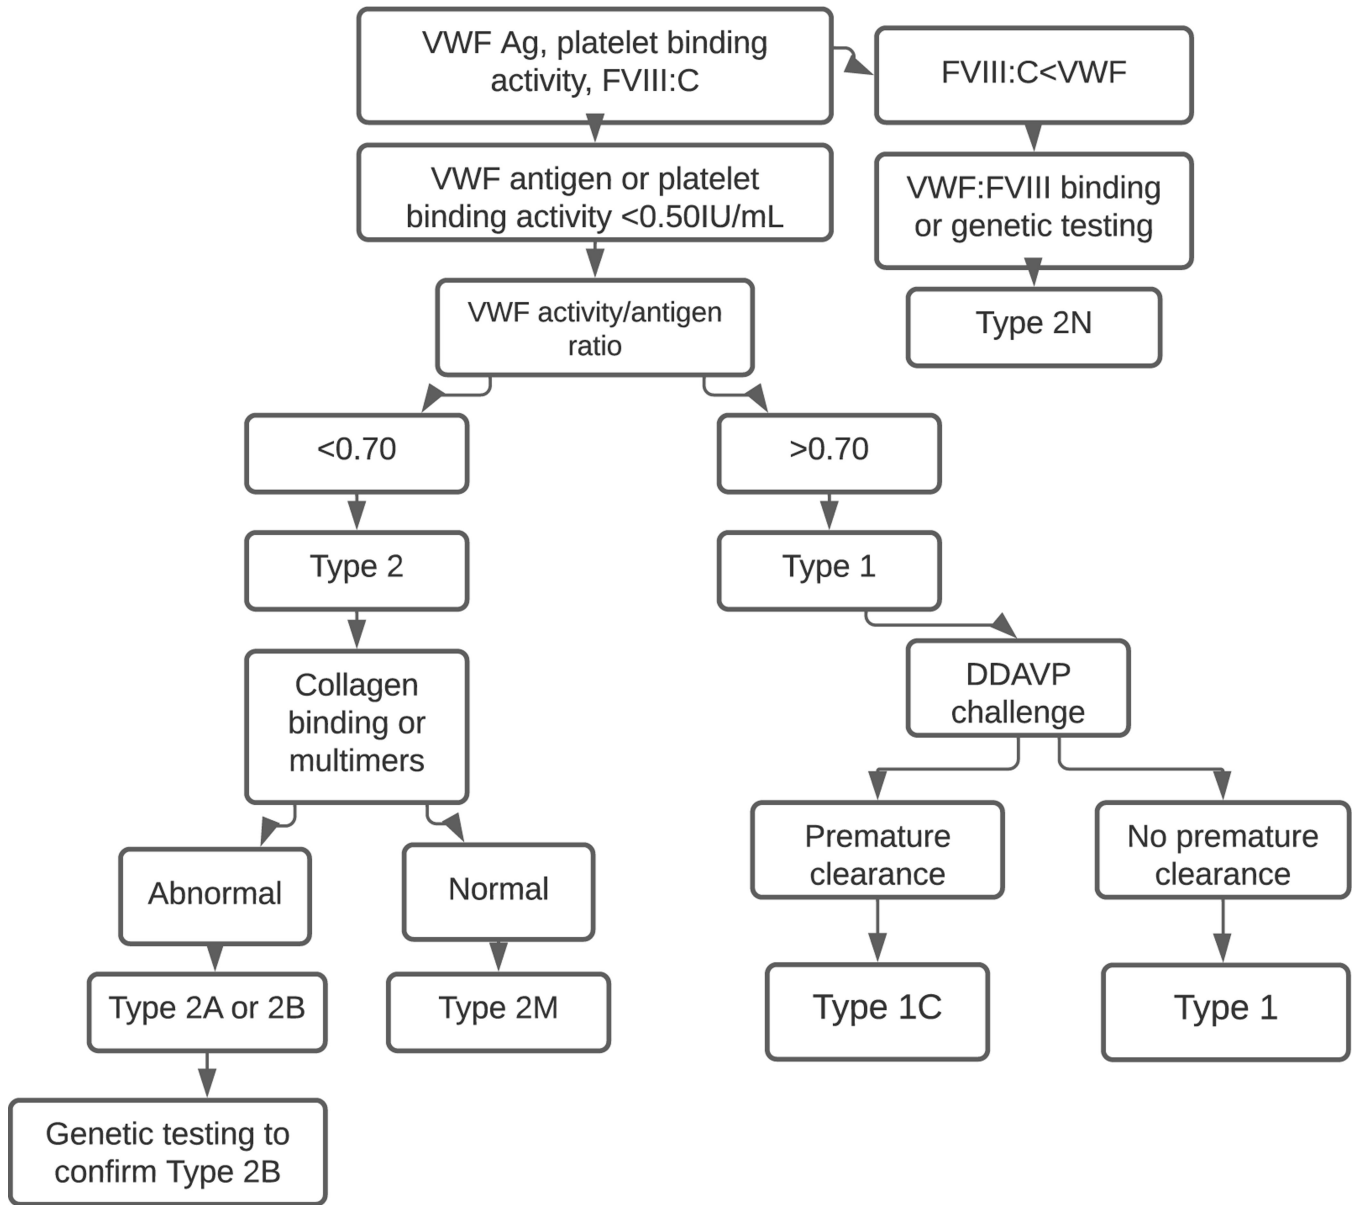 VWF Ag, platelet binding
activity, FVIII:C
FVIII:C<VWF
VWF antigen or platelet
binding activity <0.50IU/mL
VWF:FVIII binding
or genetic testing
VWF activity/antigen
ratio
Type 2N
<0.70
>0.70
Type 2
Type 1
Collagen
binding or
multimers
DDAVP
challenge
Abnormal
Normal
Premature
clearance
No premature
clearance
Type 2A or 2B
Type 2M
Type 1C
Type 1
Genetic testing to
confirm Type 2B